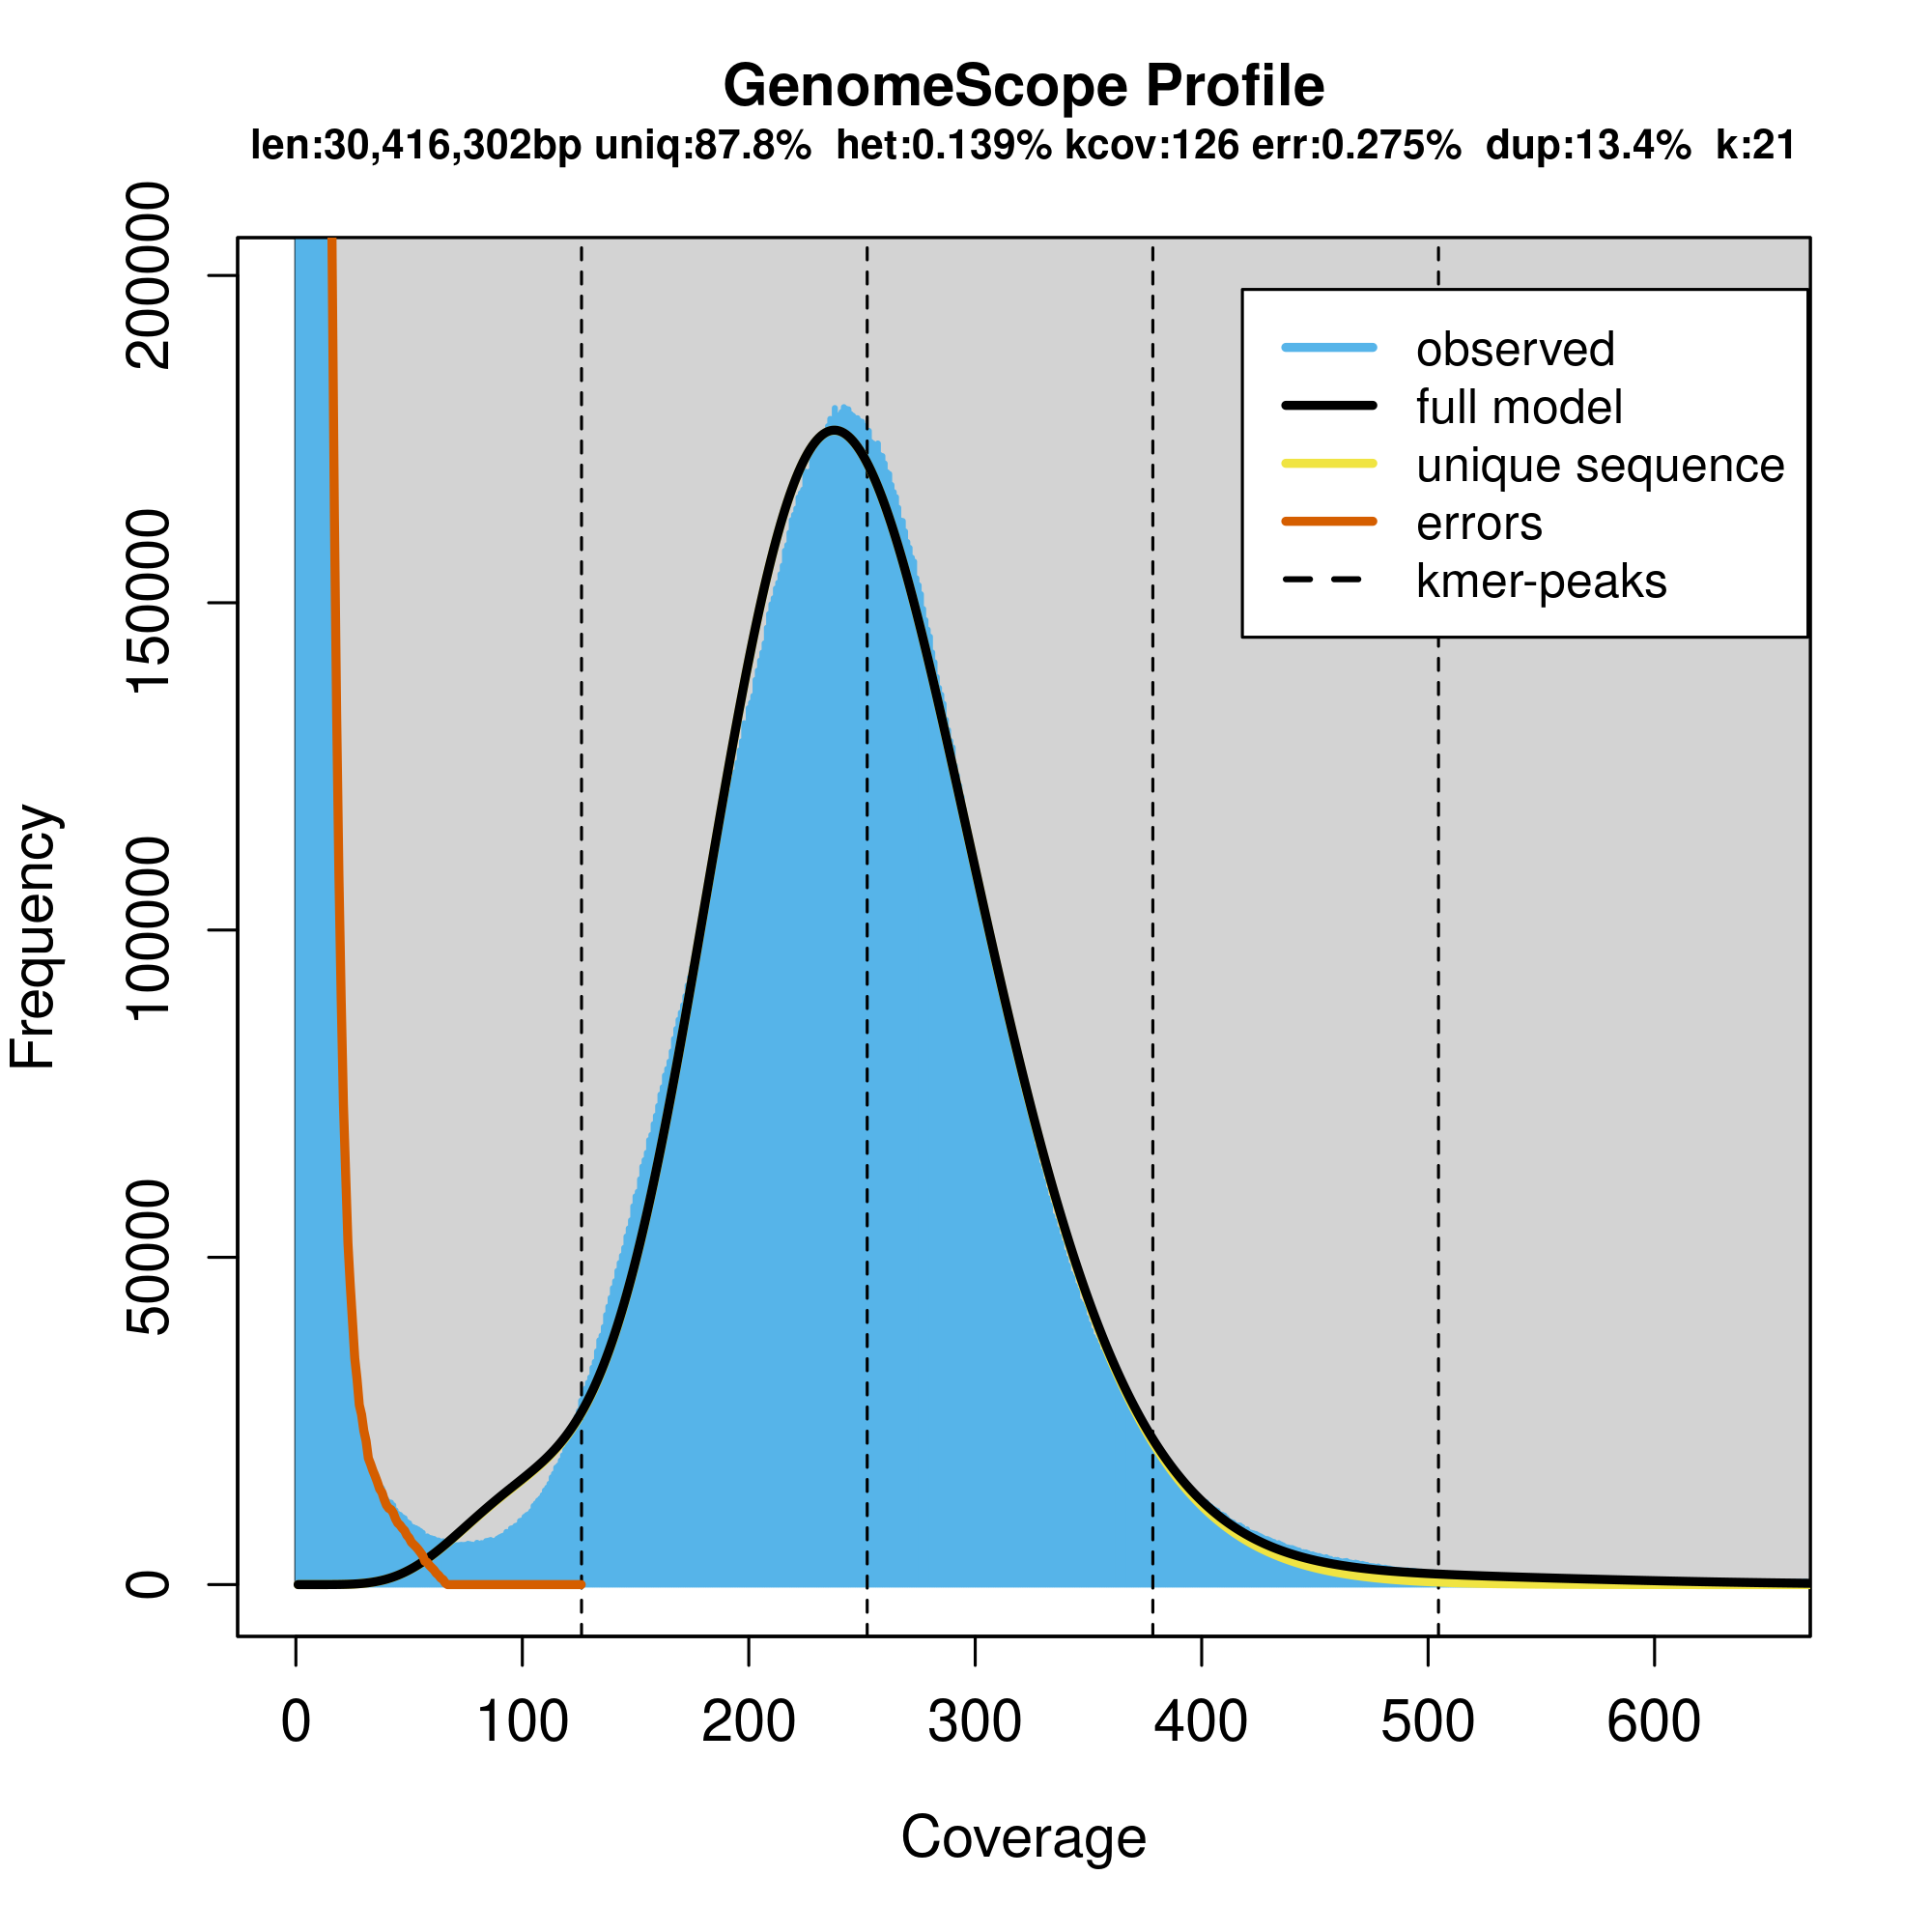 GenomeScope Profile
len:30,416,302bp uniq:87.8% het:0.139% kcov:126 err:0.275% dup:13.4% k:21
200000
150000
100000
50000
0
Frequency
observed
full model
unique sequence
errors
kmer-peaks
0 100 200 300 400 500 600
Coverage